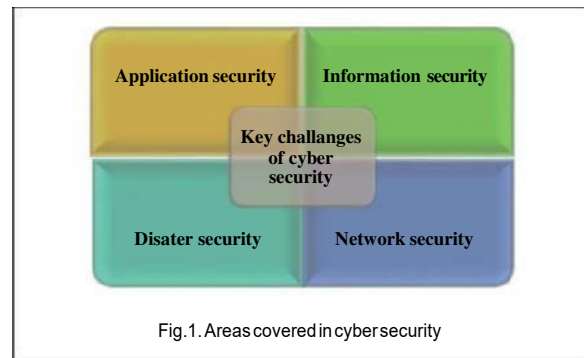 Application security
Information security
Key challanges
of cyber
security
Disater security
Network security
Fig.1. Areas covered in cyber security